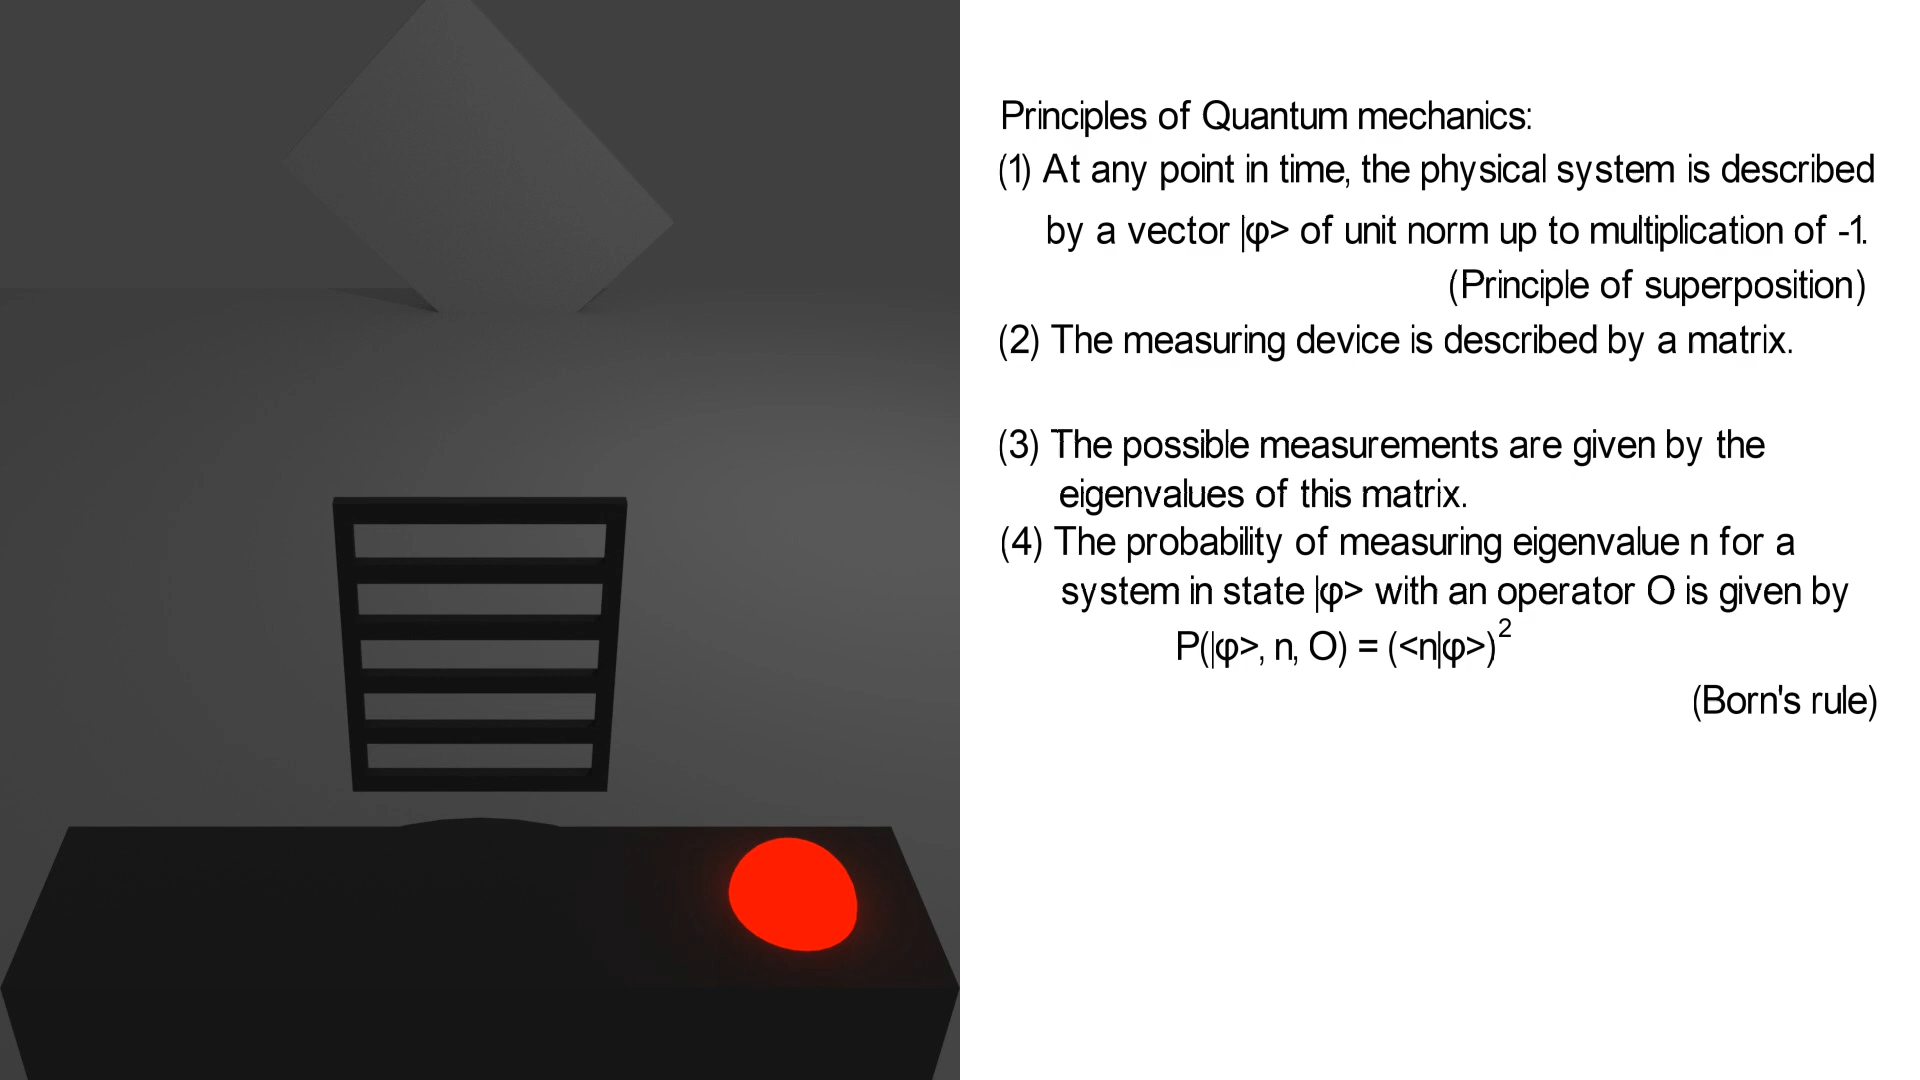 Principles of Quantum mechanics:
(1) At any point in time, the physical system is described
by a vector |φ> of unit norm up to multiplication of -1.
(Principle of superposition)
(2) The measuring device is described by a matrix.
(3) The possible measurements are given by the
eigenvalues of this matrix.
(4) The probability of measuring eigenvalue n for a
system in state |φ> with an operator O is given by
P(|φ>, n, O) = (<n|φ>)²
(Born's rule)